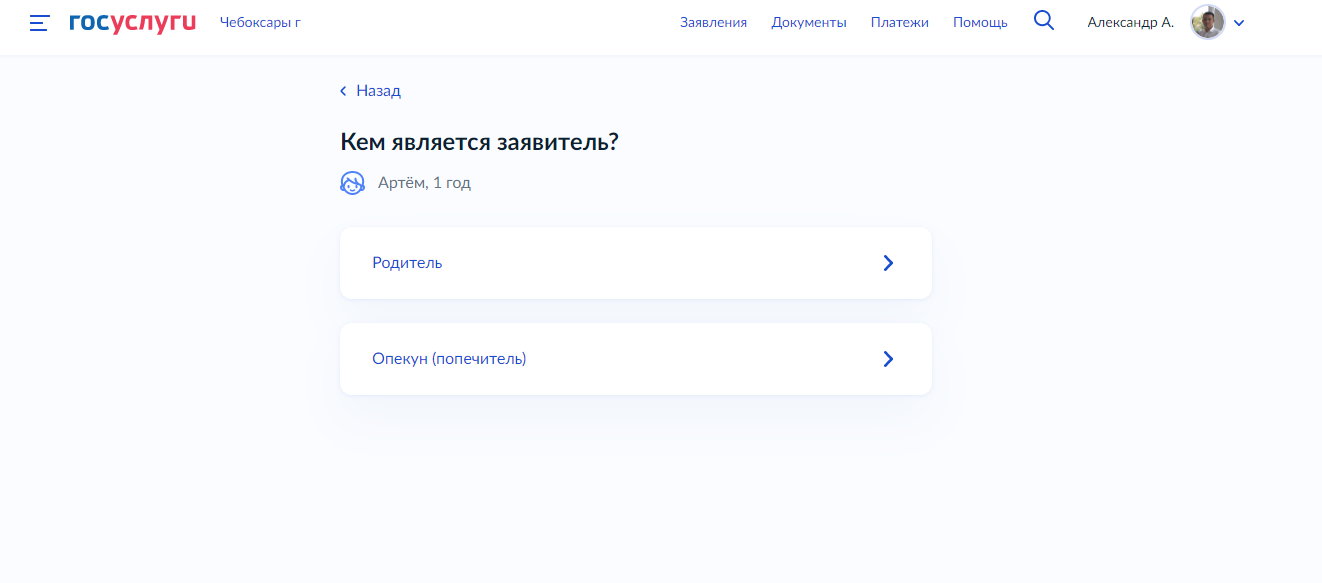 госуслуги Чебоксары г Заявления Документы Платежи Помощь Александр А.
Назад
Кем является заявитель?
Артём, 1 год
Родитель
Опекун (попечитель)